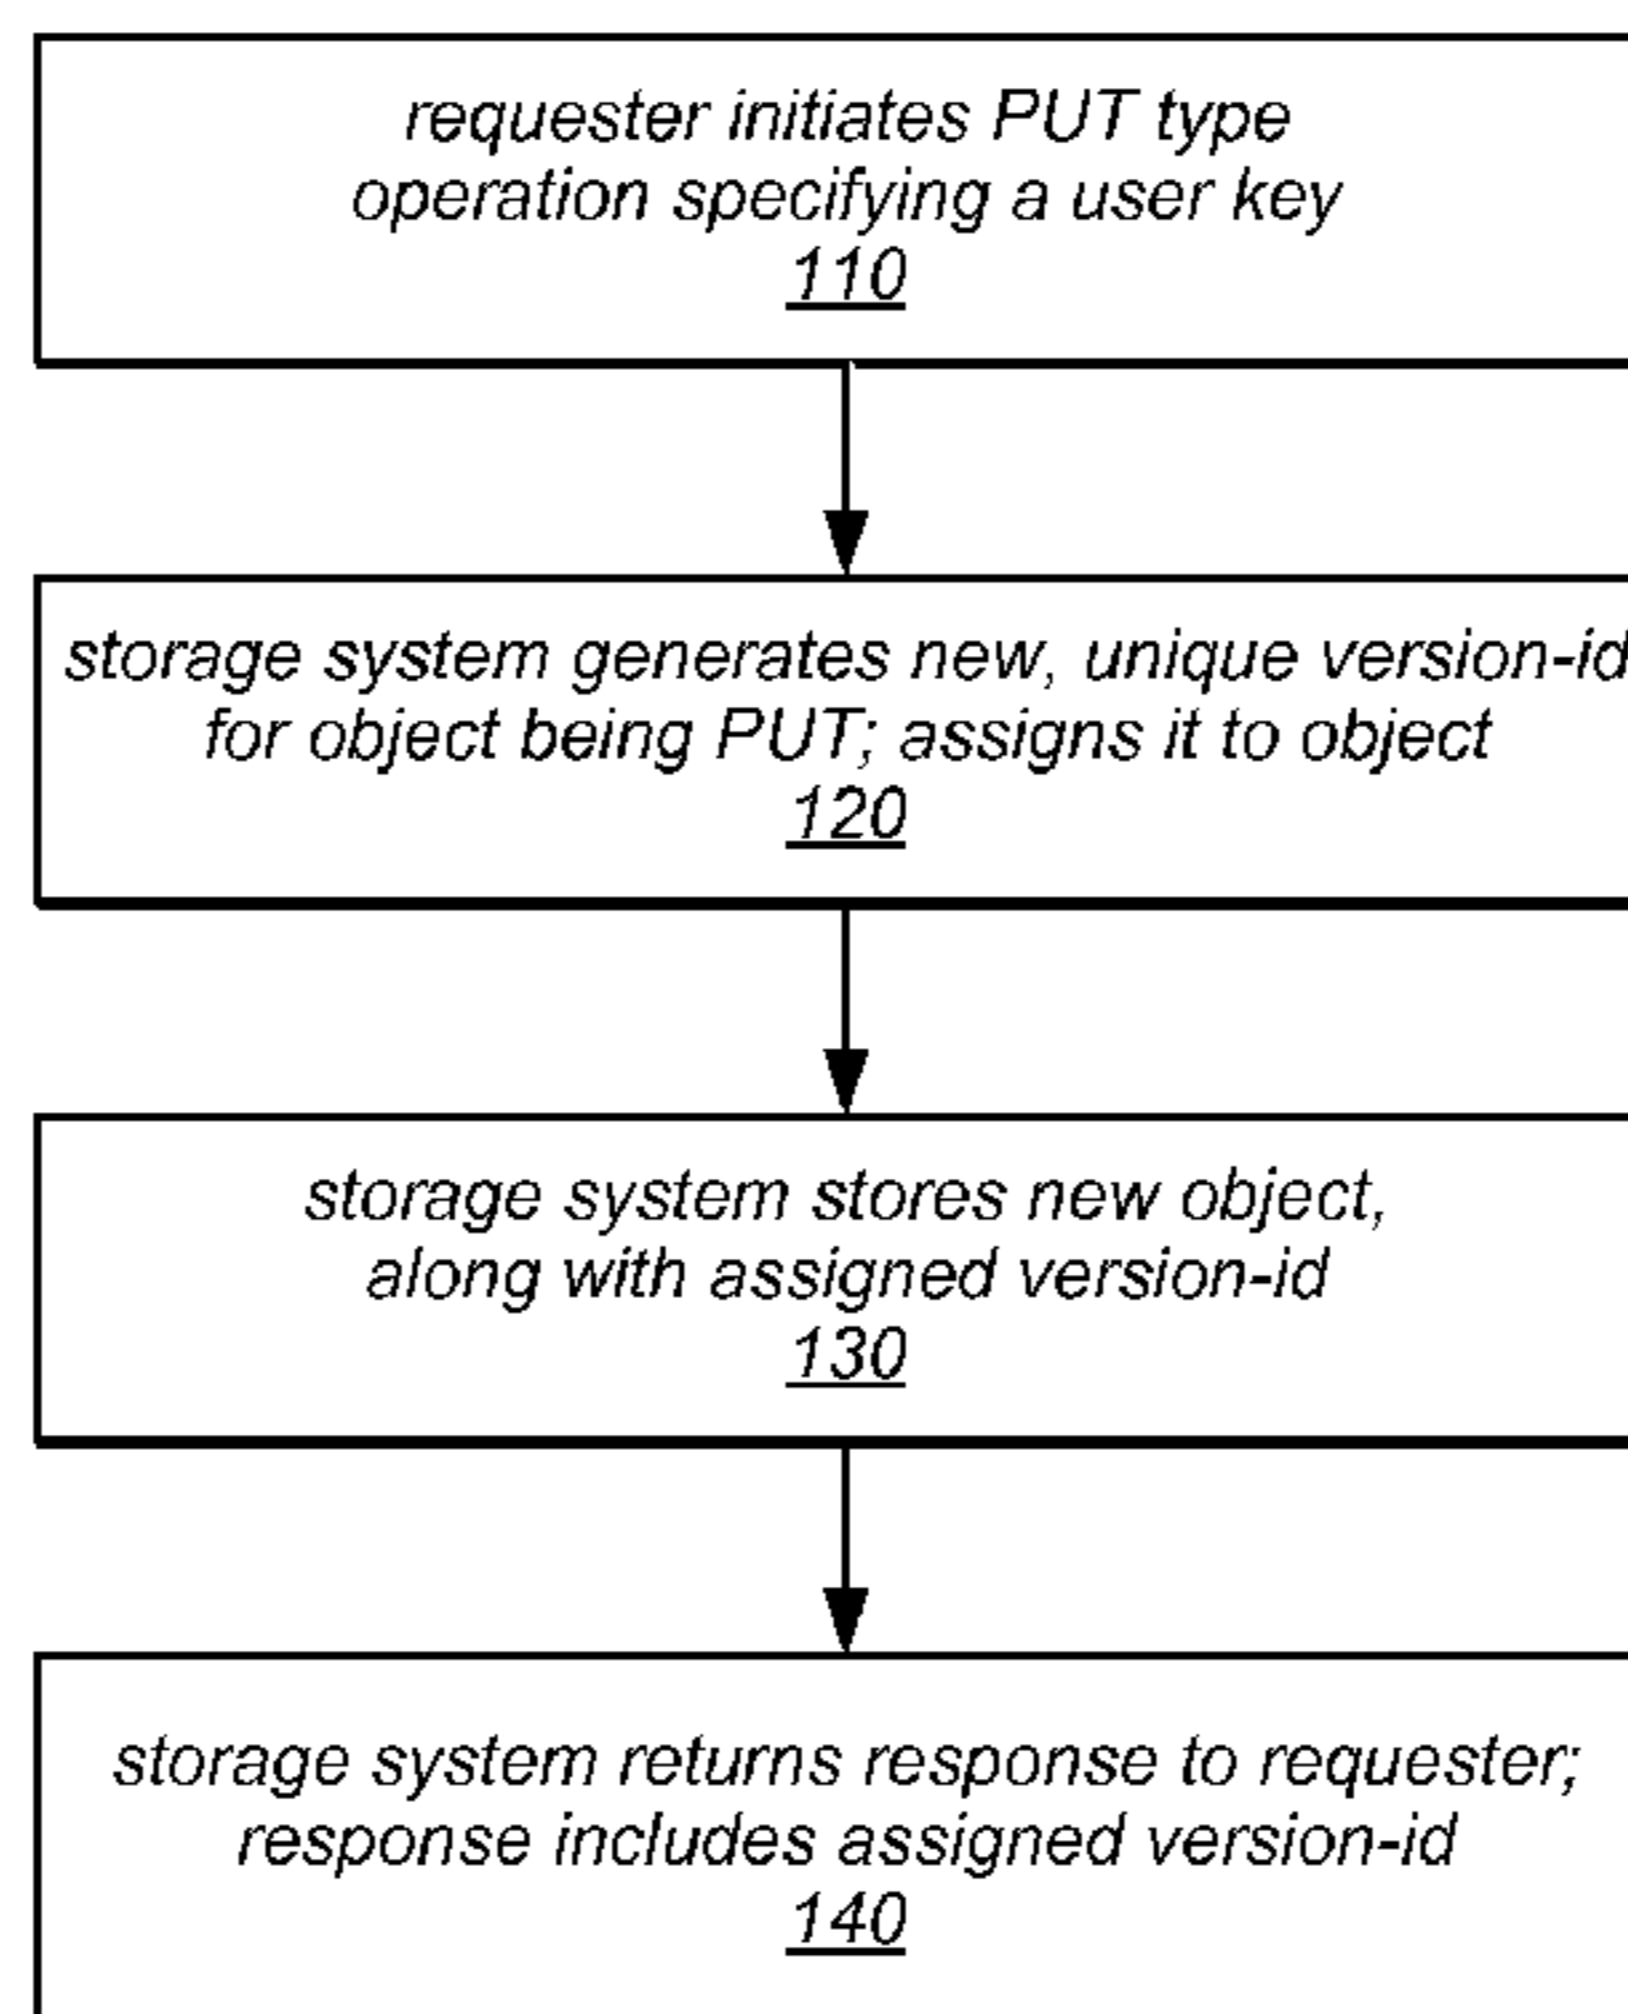 requester initiates PUT type
operation specifying a user key
110
storage system generates new, unique version-id
for object being PUT; assigns it to object
120
storage system stores new object,
along with assigned version-id
130
storage system returns response to requester;
response includes assigned version-id
140